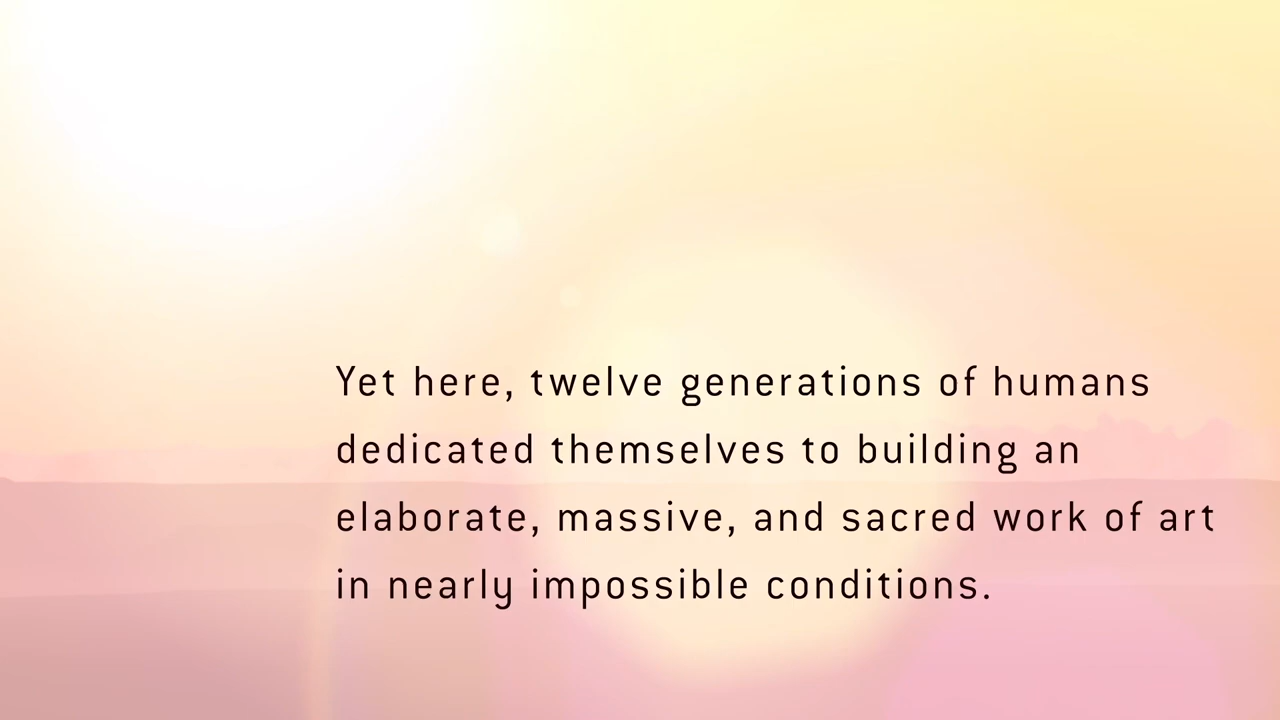 Yet here, twelve generations of humans
dedicated themselves to building an
elaborate, massive, and sacred work of art
in nearly impossible conditions.